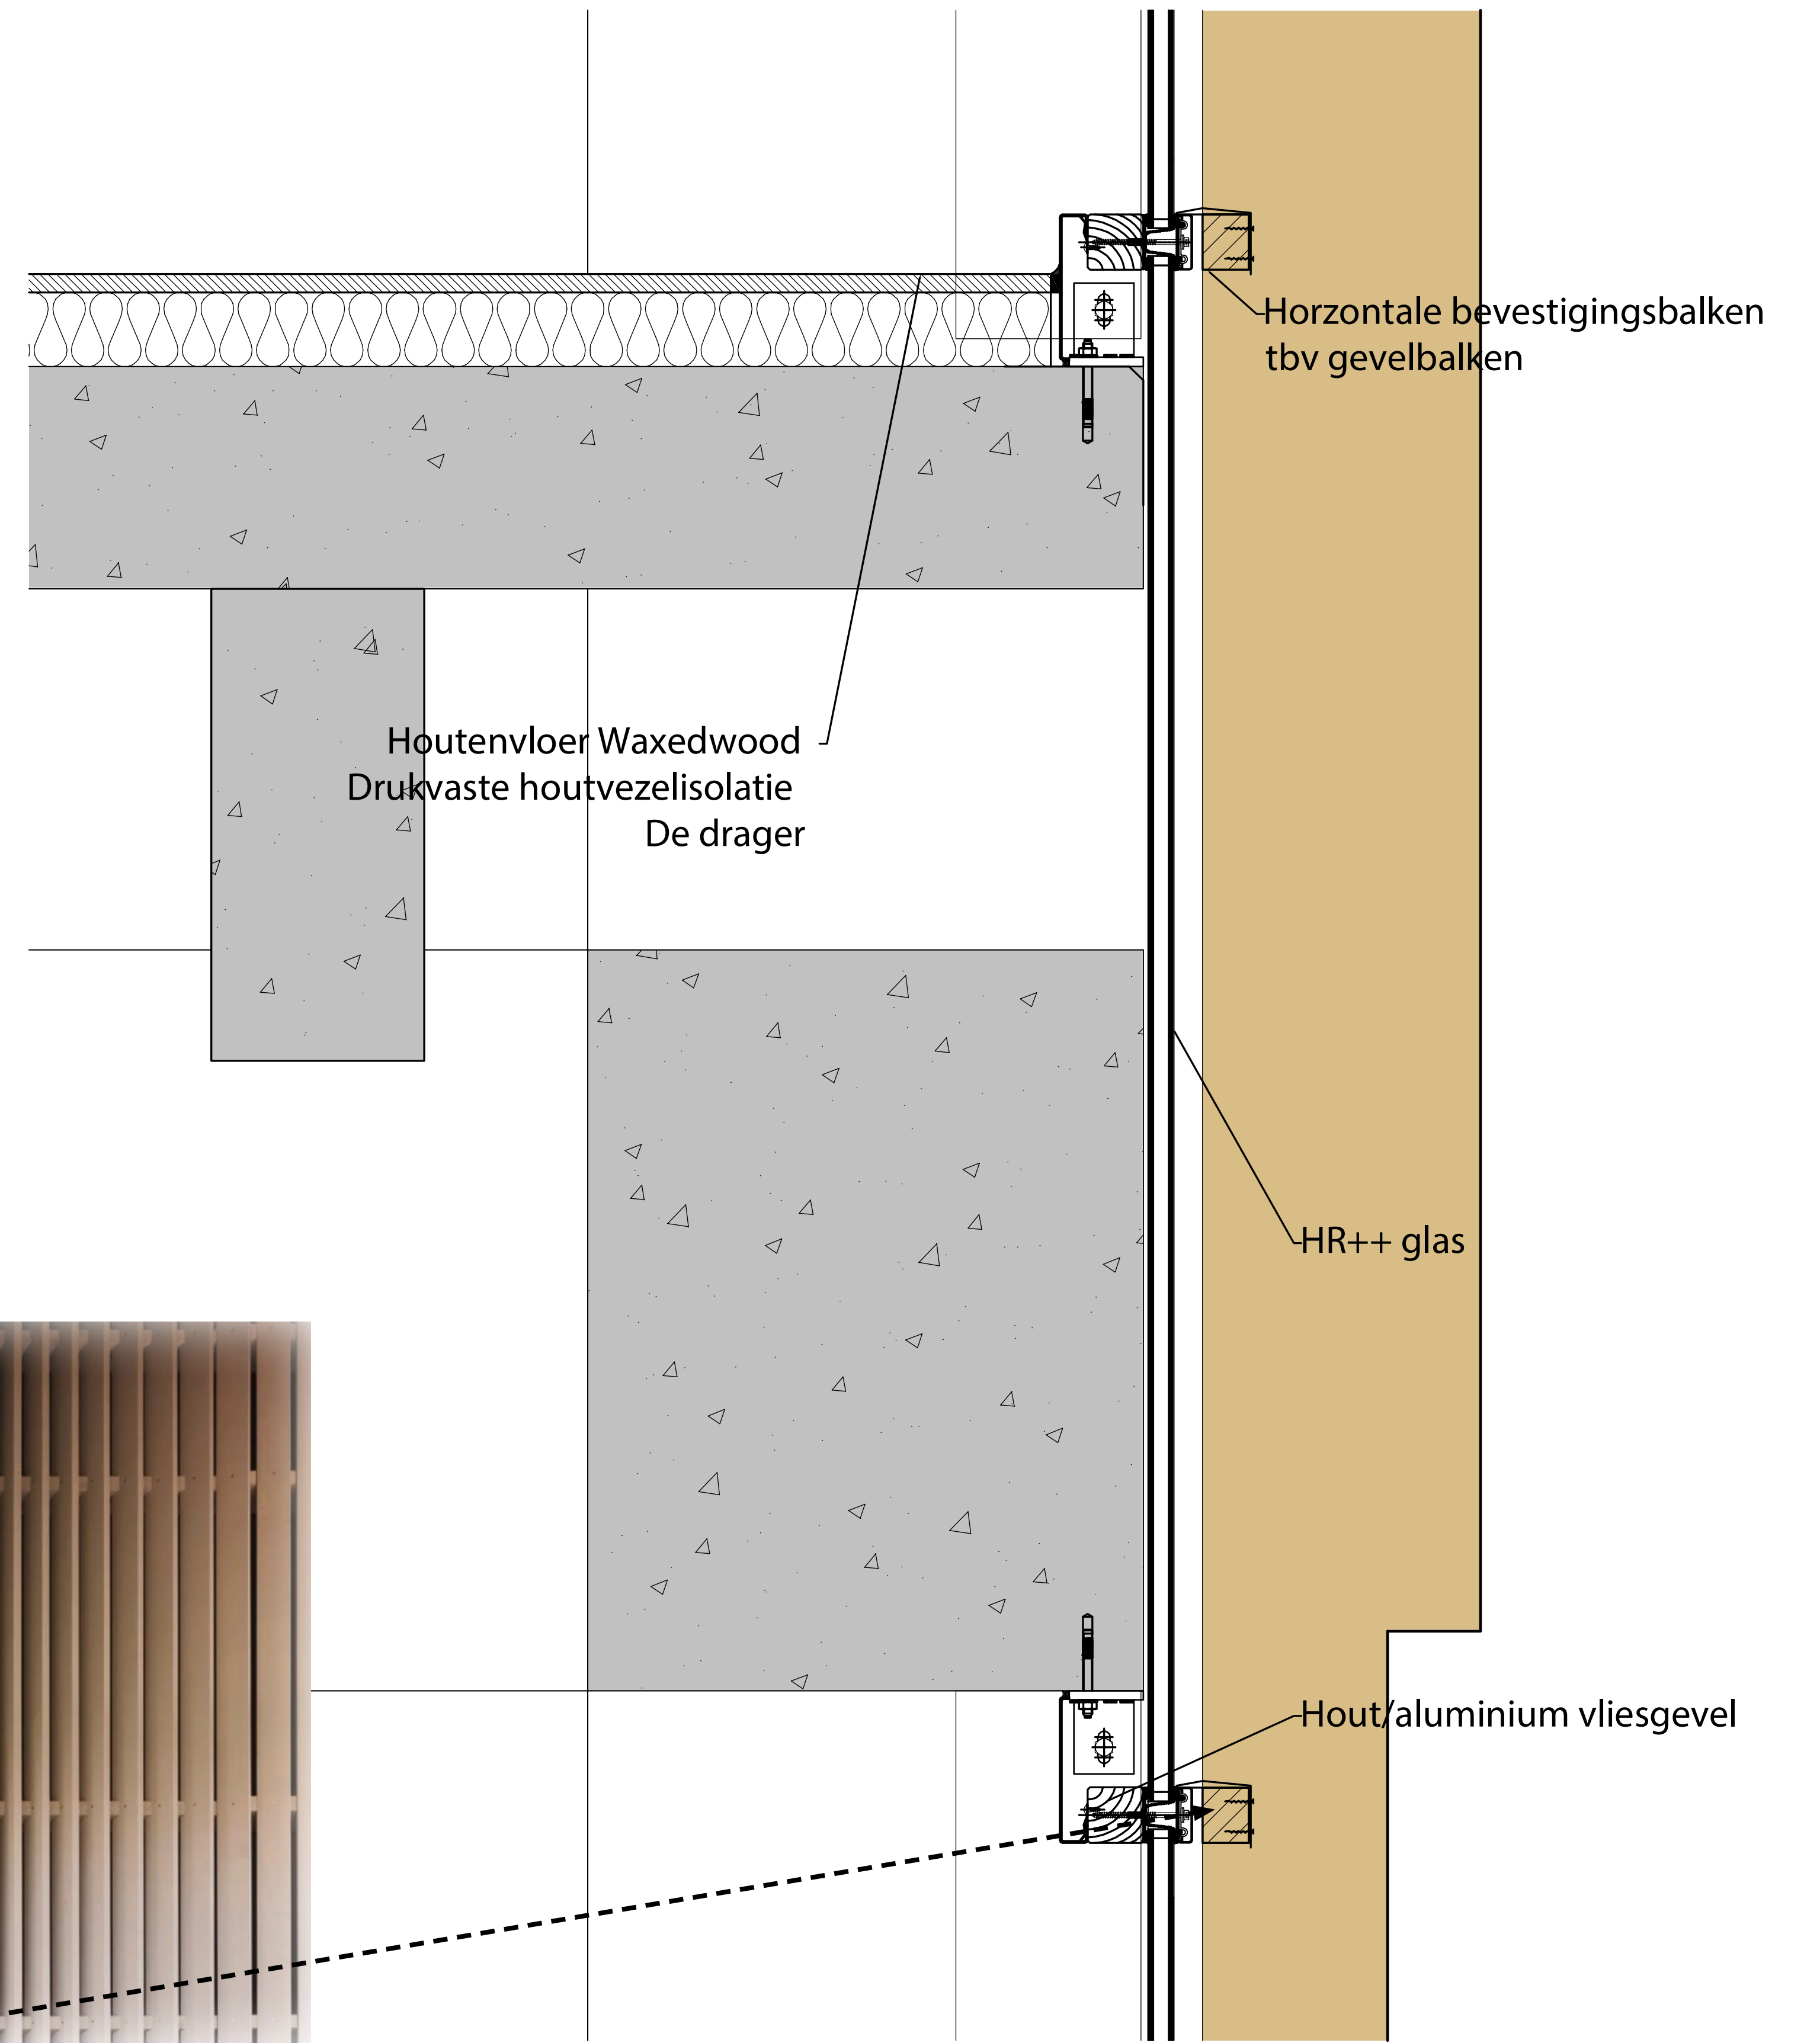 Horzontale bevestigingsbalken
tbv gevelbalken
Houtenvloer Waxedwood
Drukvaste houtvezelisolatie
De drager
HR++ glas
Hout/aluminium vliesgevel